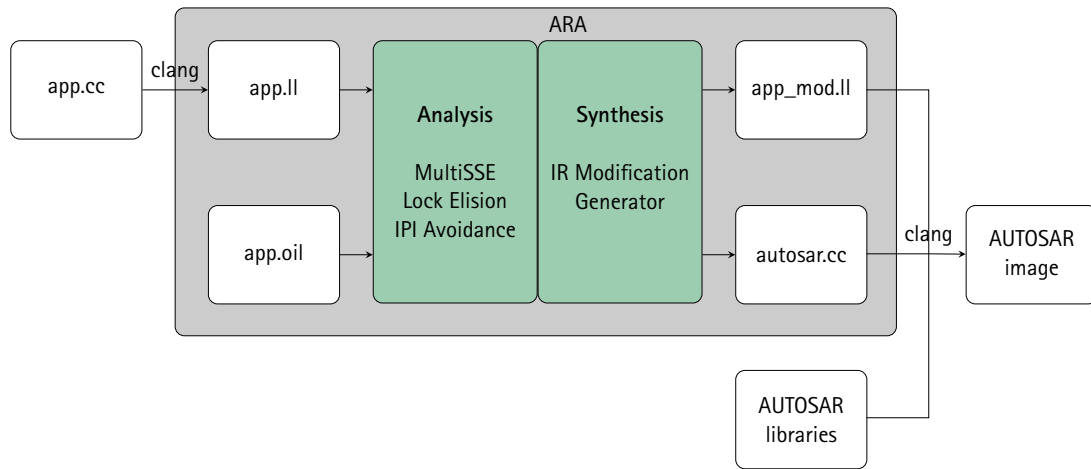 ARA
app.cc
clang
app.ll
Analysis
MultiSSE
Lock Elision
IPI Avoidance
Synthesis
IR Modification
Generator
app_mod.ll
app.oil
autosar.cc
clang
AUTOSAR
image
AUTOSAR
libraries